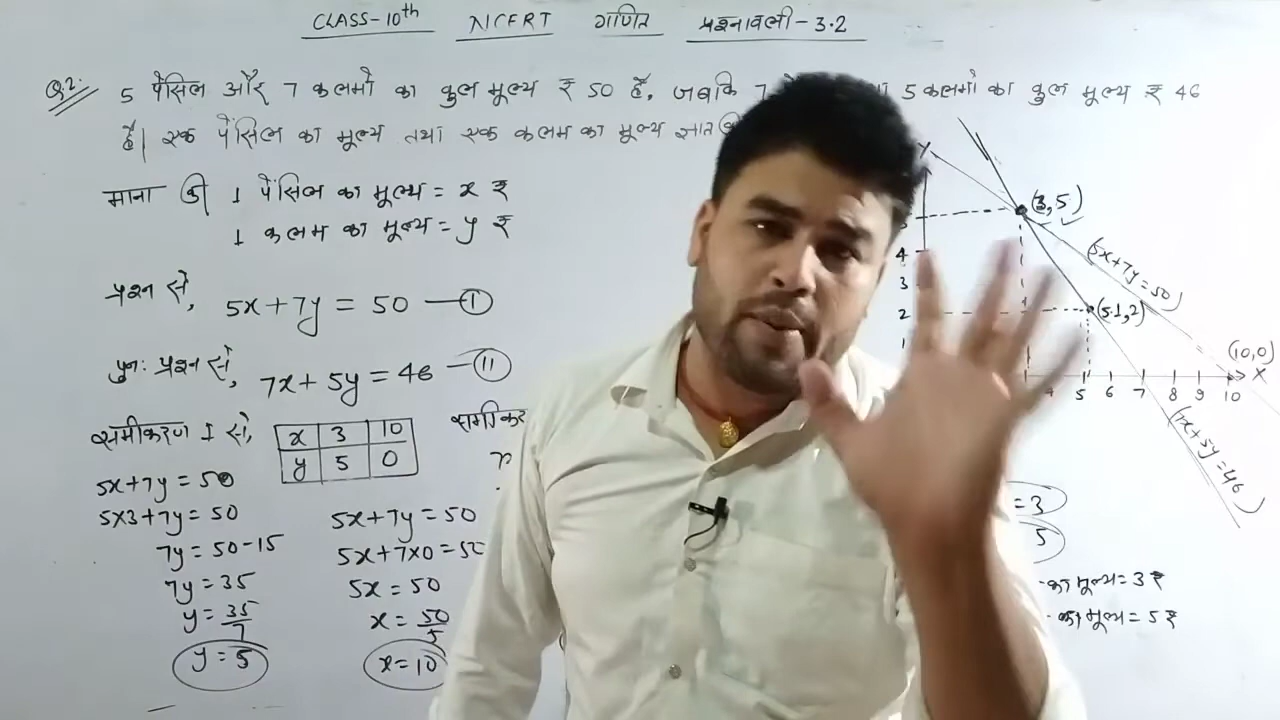 CLASS-10th NCERT गणित प्रश्नावली-3.2
Q.2. 5 पेंसिल और 7 कलमों का कुल मूल्य ₹ 50 है, जबकि 7 5 कलमों का कुल मूल्य ₹ 46
है। एक पेंसिल का मूल्य तथा एक कलम का मूल्य ज्ञात
माना की 1 पेंसिल का मूल्य = x ₹
1 कलम का मूल्य = y ₹
प्रश्न से, 5x+7y = 50 —(I)
पुनः प्रश्न से, 7x+5y = 46 —(II)
समीकरण I से,
x 3 10
y 5 0
5x+7y = 50
5x3+7y = 50
7y = 50-15
7y = 35
y = 35/7
y = 5
5x+7y = 50
5x+7x0 = 50
5x = 50
x = 50/5
x = 10
समीकर
Y
(3,5)
(5x+7y=50)
4
3
2
(5.1,2)
(10,0)
X
4 5 6 7 8 9 10
(7x+5y=46)
= 3
5
का मूल्य = 3 ₹
का मूल्य = 5 ₹